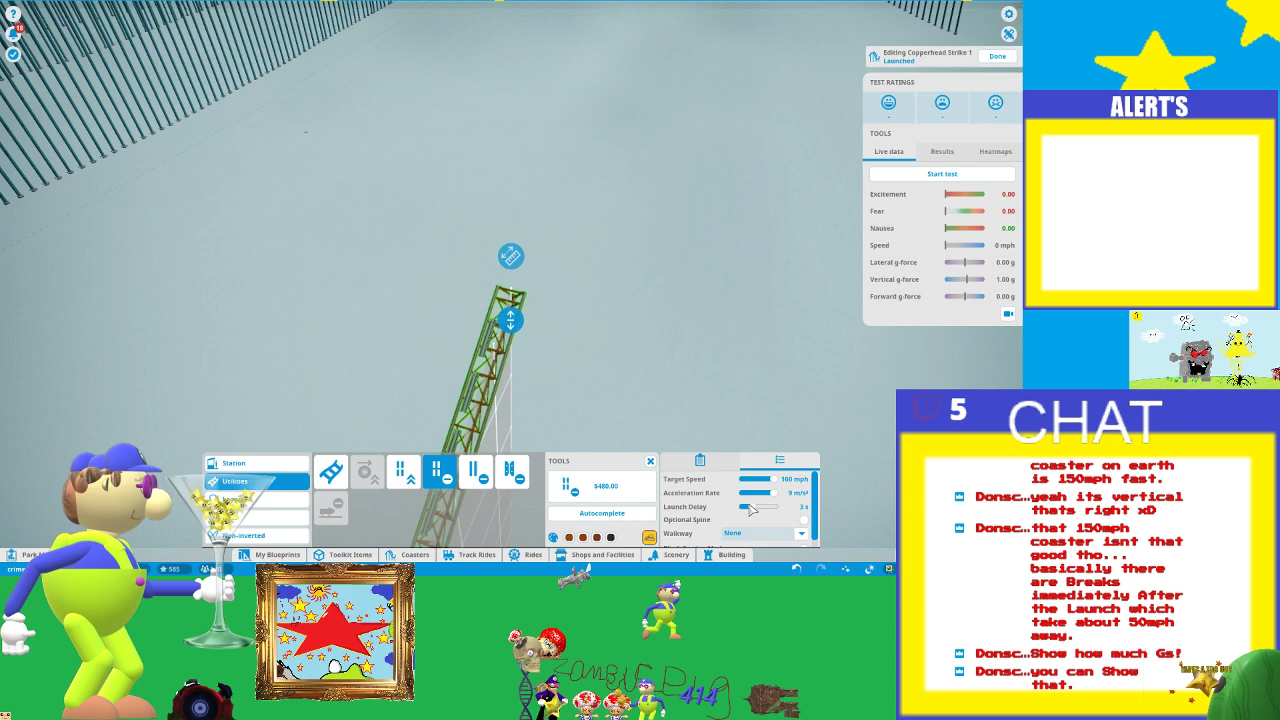 ?
18
Editing Copperhead Strike 1
Launched
Done
TEST RATINGS
-
-
-
TOOLS
Live data
Results
Heatmaps
Start test
Excitement 0.00
Fear 0.00
Nausea 0.00
Speed 0 mph
Lateral g-force 0.00 g
Vertical g-force 1.00 g
Forward g-force 0.00 g
ALERT'S
5 CHAT
coaster on earth
is 150mph fast.
Donsc…yeah its vertical
thats right xD
Donsc…that 150mph
coaster isnt that
good tho...
basically there
are Breaks
immediately After
the Launch which
take about 50mph
away.
Donsc…Show how much Gs!
Donsc…you can Show
that.
Station
Utilities
Non-inverted
TOOLS
$480.00
Autocomplete
Target Speed 100 mph
Acceleration Rate 9 m/s²
Launch Delay 3 s
Optional Spine
Walkway None
Park
My Blueprints
Toolkit Items
Coasters
Track Rides
Rides
Shops and Facilities
Scenery
Building
crime
585
zombie Big 414